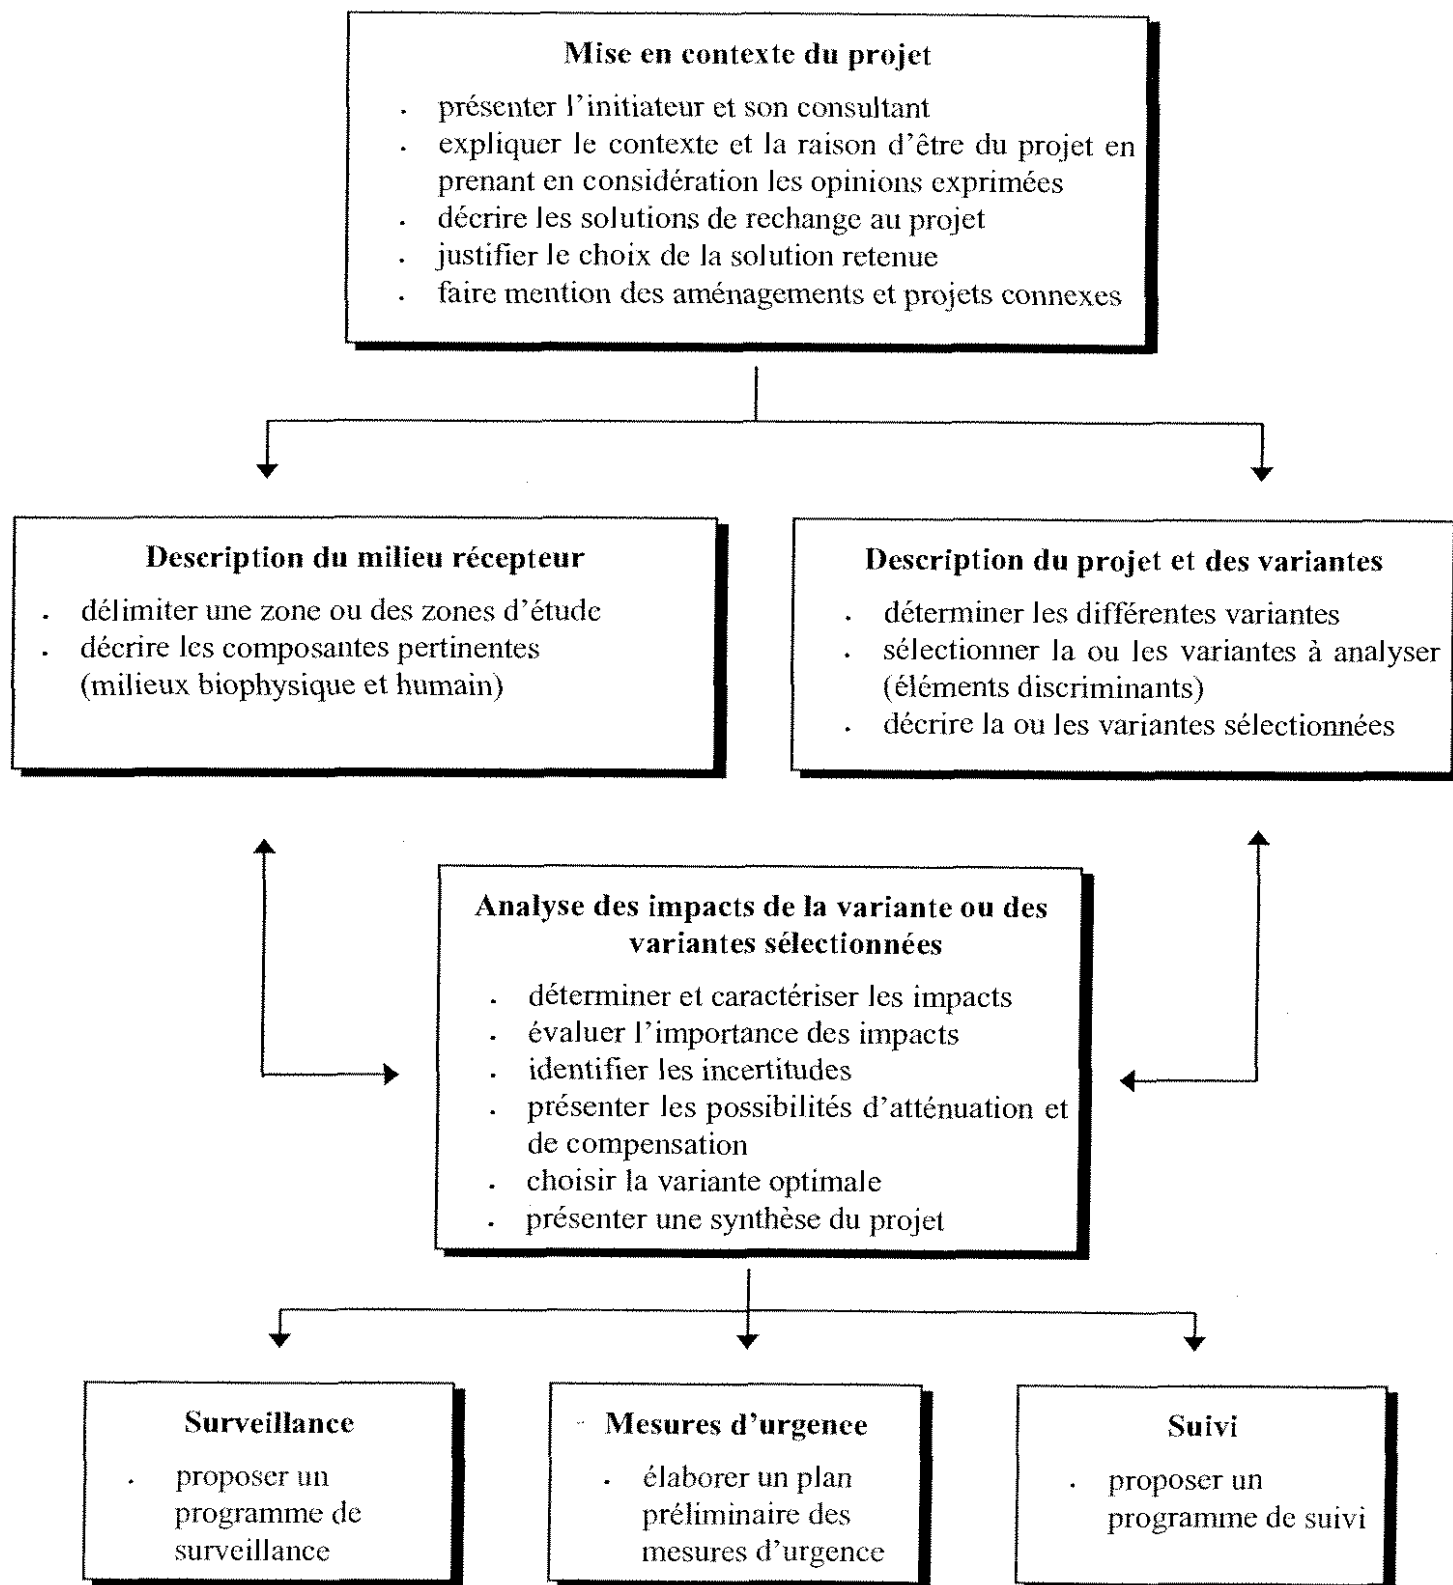 Mise en contexte du projet
. présenter l'initiateur et son consultant
. expliquer le contexte et la raison d'être du projet en
prenant en considération les opinions exprimées
. décrire les solutions de rechange au projet
. justifier le choix de la solution retenue
. faire mention des aménagements et projets connexes
Description du milieu récepteur
. délimiter une zone ou des zones d'étude
. décrire les composantes pertinentes
(milieux biophysique et humain)
Description du projet et des variantes
. déterminer les différentes variantes
. sélectionner la ou les variantes à analyser
(éléments discriminants)
. décrire la ou les variantes sélectionnées
Analyse des impacts de la variante ou des
variantes sélectionnées
. déterminer et caractériser les impacts
. évaluer l'importance des impacts
. identifier les incertitudes
. présenter les possibilités d'atténuation et
de compensation
. choisir la variante optimale
. présenter une synthèse du projet
Surveillance
. proposer un
programme de
surveillance
Mesures d'urgence
. élaborer un plan
préliminaire des
mesures d'urgence
Suivi
. proposer un
programme de suivi